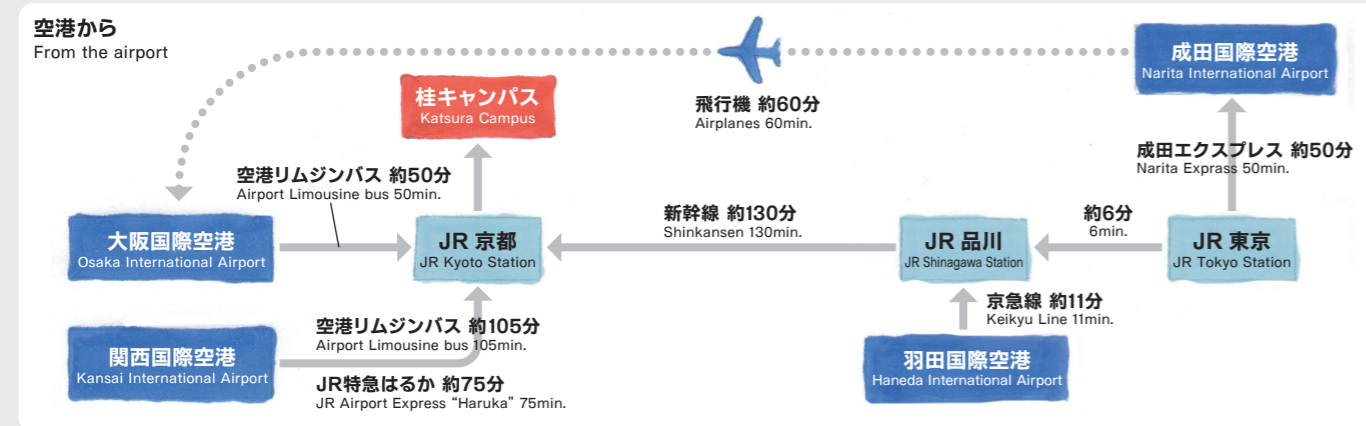 空港から
From the airport
成田国際空港
Narita International Airport
桂キャンパス
Katsura Campus
飛行機 約60分
Airplanes 60min.
成田エクスプレス 約50分
Narita Exprass 50min.
空港リムジンバス 約50分
Airport Limousine bus 50min.
大阪国際空港
Osaka International Airport
JR 京都
JR Kyoto Station
新幹線 約130分
Shinkansen 130min.
JR 品川
JR Shinagawa Station
約6分
6min.
JR 東京
JR Tokyo Station
京急線 約11分
Keikyu Line 11min.
空港リムジンバス 約105分
Airport Limousine bus 105min.
関西国際空港
Kansai International Airport
羽田国際空港
Haneda International Airport
JR特急はるか 約75分
JR Airport Express “Haruka” 75min.